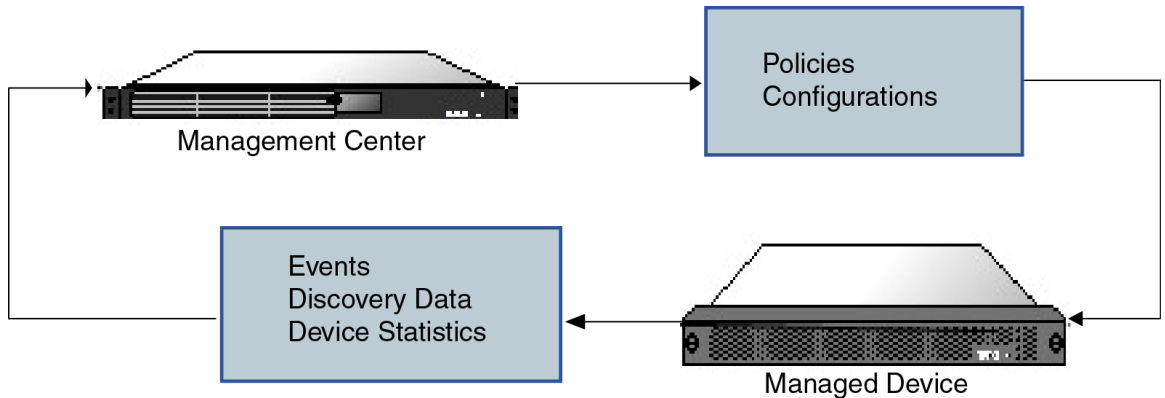 Management Center
Policies
Configurations
Events
Discovery Data
Device Statistics
Managed Device